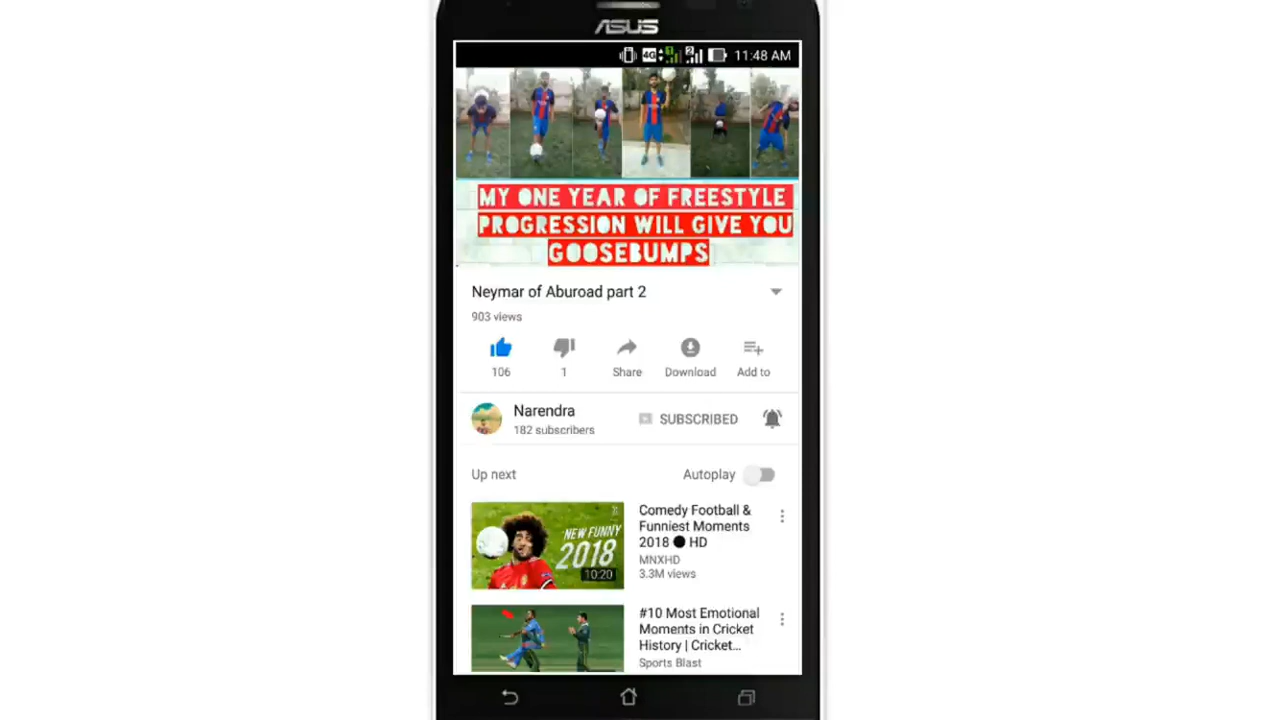 ASUS
4G 1 2 11:48 AM
MY ONE YEAR OF FREESTYLE
PROGRESSION WILL GIVE YOU
GOOSEBUMPS
Neymar of Aburoad part 2
903 views
106 1 Share Download Add to
Narendra
182 subscribers
SUBSCRIBED
Up next Autoplay
NEW FUNNY
2018
10:20
Comedy Football &
Funniest Moments
2018 ● HD
MNXHD
3.3M views
#10 Most Emotional
Moments in Cricket
History | Cricket...
Sports Blast